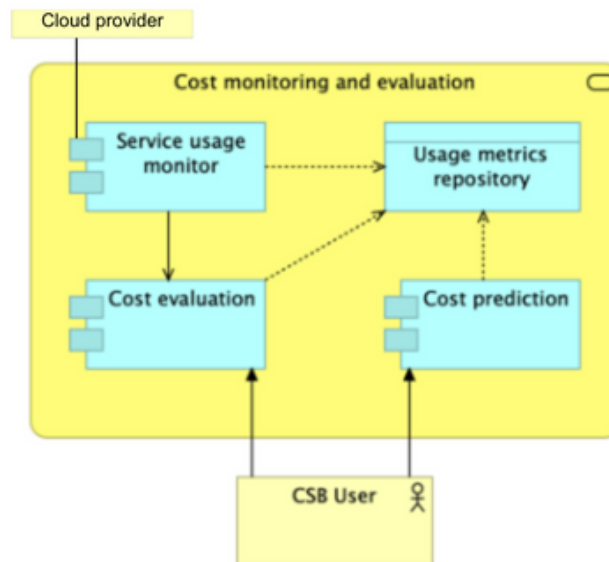 Cloud provider
Cost monitoring and evaluation
Service usage
monitor
Usage metrics
repository
Cost evaluation
Cost prediction
CSB User